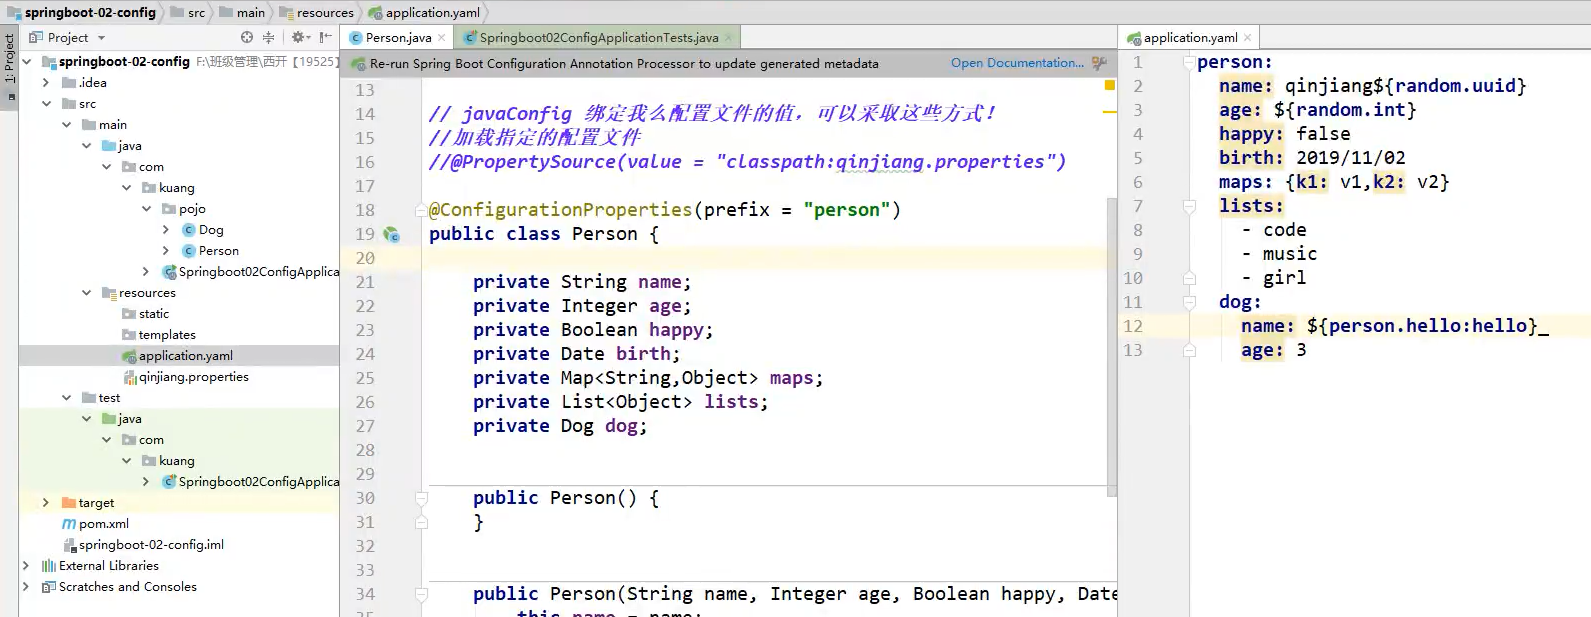 springboot-02-config src main resources application.yaml
1: Project
Project
springboot-02-config F:\班级管理\西开【19525】
.idea
src
main
java
com
kuang
pojo
Dog
Person
Springboot02ConfigApplica
resources
static
templates
application.yaml
qinjiang.properties
test
java
com
kuang
Springboot02ConfigApplica
target
pom.xml
springboot-02-config.iml
External Libraries
Scratches and Consoles
Person.java Springboot02ConfigApplicationTests.java
Re-run Spring Boot Configuration Annotation Processor to update generated metadata Open Documentation...
13
14 // javaConfig 绑定我么配置文件的值，可以采取这些方式！
15 //加载指定的配置文件
16 //@PropertySource(value = "classpath:qinjiang.properties")
17
18 @ConfigurationProperties(prefix = "person")
19 public class Person {
20
21 private String name;
22 private Integer age;
23 private Boolean happy;
24 private Date birth;
25 private Map<String,Object> maps;
26 private List<Object> lists;
27 private Dog dog;
28
29
30 public Person() {
31 }
32
33
34 public Person(String name, Integer age, Boolean happy, Date
35 this.name = name;
application.yaml
1 person:
2 name: qinjiang${random.uuid}
3 age: ${random.int}
4 happy: false
5 birth: 2019/11/02
6 maps: {k1: v1,k2: v2}
7 lists:
8 - code
9 - music
10 - girl
11 dog:
12 name: ${person.hello:hello}_
13 age: 3